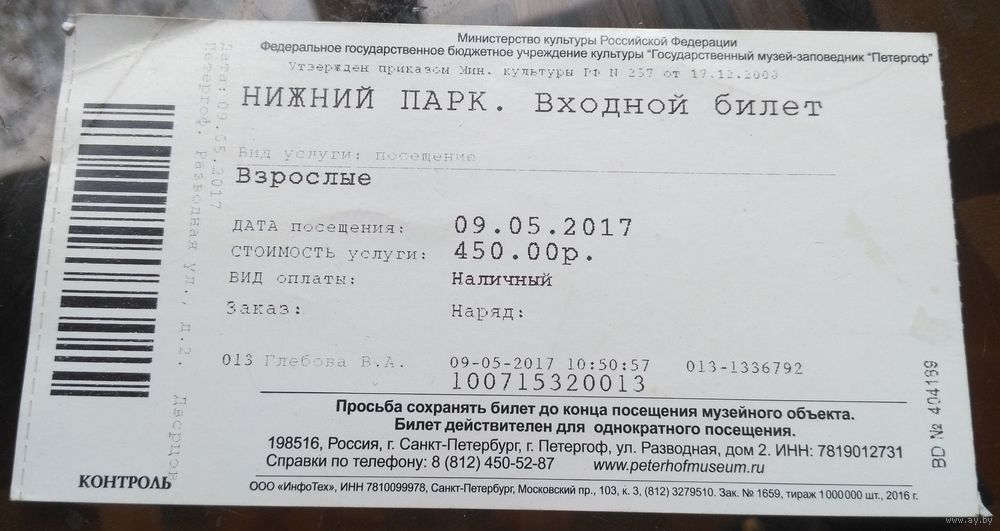 Министерство культуры Российской Федерации
Федеральное государственное бюджетное учреждение культуры "Государственный музей-заповедник "Петергоф"
Утвержден приказом Мин. культуры РФ N 257 от 17.12.2008
НИЖНИЙ ПАРК. Входной билет
Вид услуги: посещение
Взрослые
ДАТА посещения: 09.05.2017
СТОИМОСТЬ услуги: 450.00р.
ВИД оплаты: Наличный
Заказ: Наряд:
013 Глебова В.А. 09-05-2017 10:50:57 013-1336792
100715320013
Просьба сохранять билет до конца посещения музейного объекта.
Билет действителен для однократного посещения.
198516, Россия, г. Санкт-Петербург, г. Петергоф, ул. Разводная, дом 2. ИНН: 7819012731
Справки по телефону: 8 (812) 450-52-87 www.peterhofmuseum.ru
ООО «ИнфоТех», ИНН 7810099978, Санкт-Петербург, Московский пр., 103, к. 3, (812) 3279510. Зак. № 1659, тираж 1000000 шт., 2016 г.
КОНТРОЛЬ
Дата: 09.05.2017
Петергоф, Разводная ул., д.2. Дворцов
BD № 404169
www.ay.by